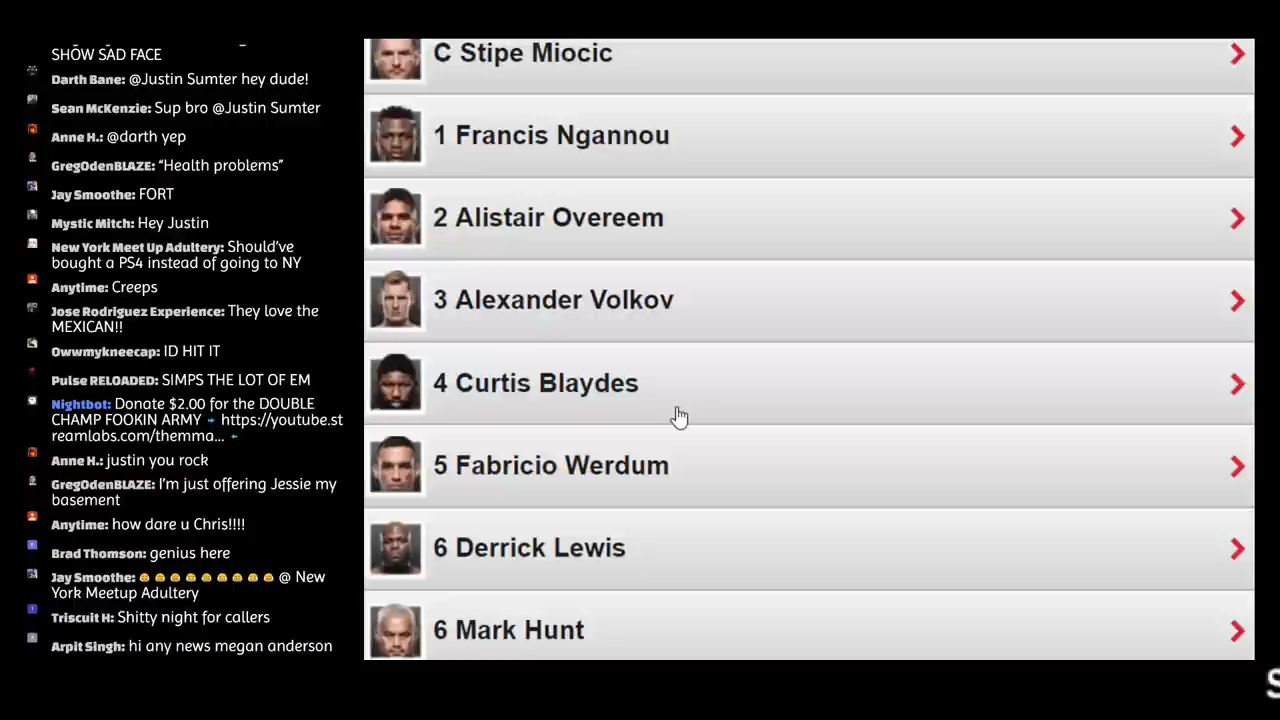 SHOW SAD FACE
Darth Bane: @Justin Sumter hey dude!
Sean McKenzie: Sup bro @Justin Sumter
Anne H.: @darth yep
GregOdenBLAZE: “Health problems”
Jay Smoothe: FORT
Mystic Mitch: Hey Justin
New York Meet Up Adultery: Should’ve
bought a PS4 instead of going to NY
Anytime: Creeps
Jose Rodriguez Experience: They love the
MEXICAN!!
Owwmykneecap: ID HIT IT
Pulse RELOADED: SIMPS THE LOT OF EM
Nightbot: Donate $2.00 for the DOUBLE
CHAMP FOOKIN ARMY https://youtube.st
reamlabs.com/themma...
Anne H.: justin you rock
GregOdenBLAZE: I’m just offering Jessie my
basement
Anytime: how dare u Chris!!!!
Brad Thomson: genius here
Jay Smoothe: @ New
York Meetup Adultery
Triscuit H: Shitty night for callers
Arpit Singh: hi any news megan anderson
C Stipe Miocic
1 Francis Ngannou
2 Alistair Overeem
3 Alexander Volkov
4 Curtis Blaydes
5 Fabricio Werdum
6 Derrick Lewis
6 Mark Hunt